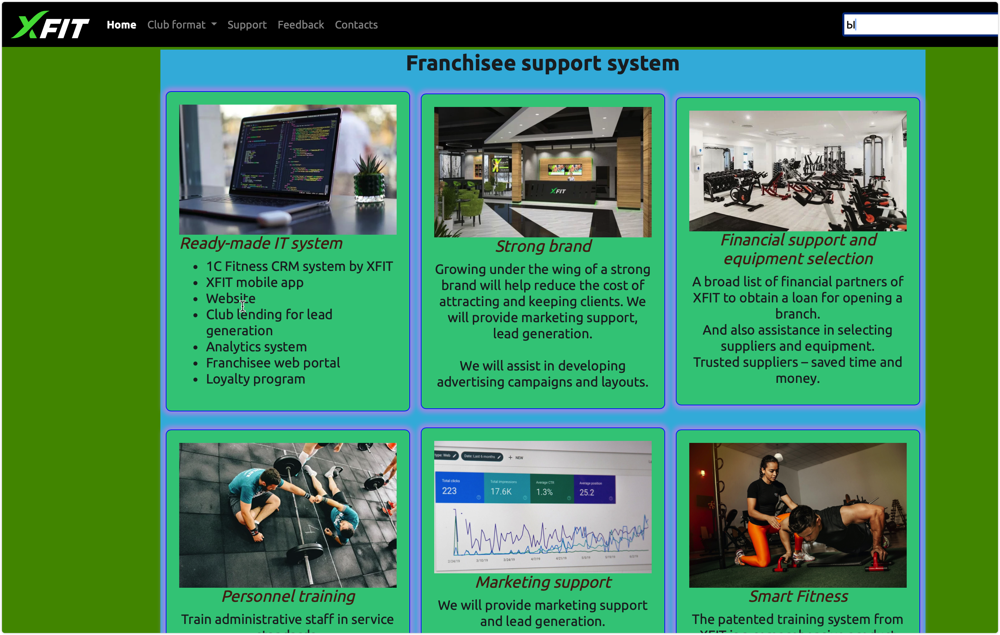 XFIT
Home Club format Support Feedback Contacts
ы
Franchisee support system
XFIT
Ready-made IT system
1C Fitness CRM system by XFIT
XFIT mobile app
Website
Club lending for lead
generation
Analytics system
Franchisee web portal
Loyalty program
Strong brand
Growing under the wing of a strong
brand will help reduce the cost of
attracting and keeping clients. We
will provide marketing support,
lead generation.
We will assist in developing
advertising campaigns and layouts.
Financial support and
equipment selection
A broad list of financial partners of
XFIT to obtain a loan for opening a
branch.
And also assistance in selecting
suppliers and equipment.
Trusted suppliers – saved time and
money.
Personnel training
Train administrative staff in service
type: Web Date: Last 6 months + NEW
Total clicks Total impressions Average CTR Average position
223 17.6K 1.3% 25.2
2/24/19 3/10/19 3/24/19 4/7/19 4/21/19 5/5/19 5/19/19 6/2/19
Marketing support
We will provide marketing support
and lead generation.
Smart Fitness
The patented training system from